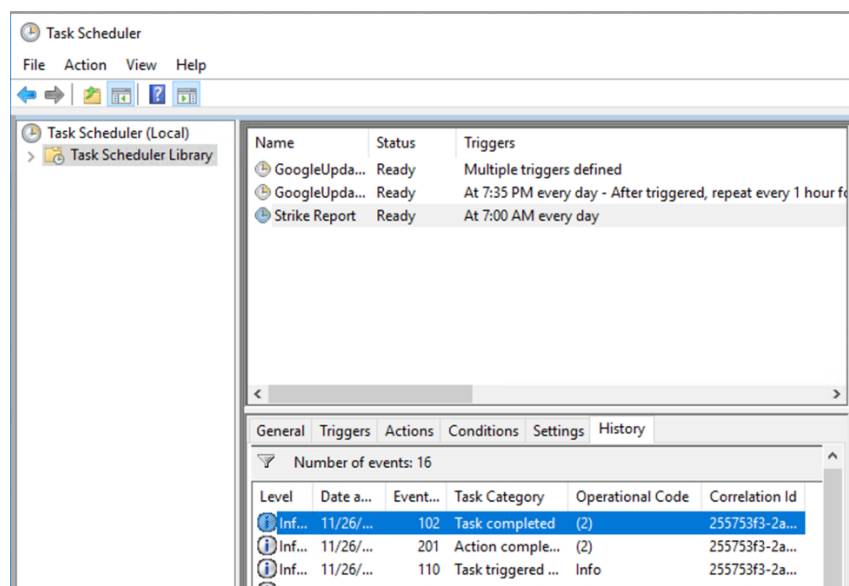 Task Scheduler
File Action View Help
Task Scheduler (Local)
Task Scheduler Library
Name Status Triggers
GoogleUpda... Ready Multiple triggers defined
GoogleUpda... Ready At 7:35 PM every day - After triggered, repeat every 1 hour fo
Strike Report Ready At 7:00 AM every day
General Triggers Actions Conditions Settings History
Number of events: 16
Level Date a... Event... Task Category Operational Code Correlation Id
Inf... 11/26/... 102 Task completed (2) 255753f3-2a...
Inf... 11/26/... 201 Action comple... (2) 255753f3-2a...
Inf... 11/26/... 110 Task triggered ... Info 255753f3-2a...